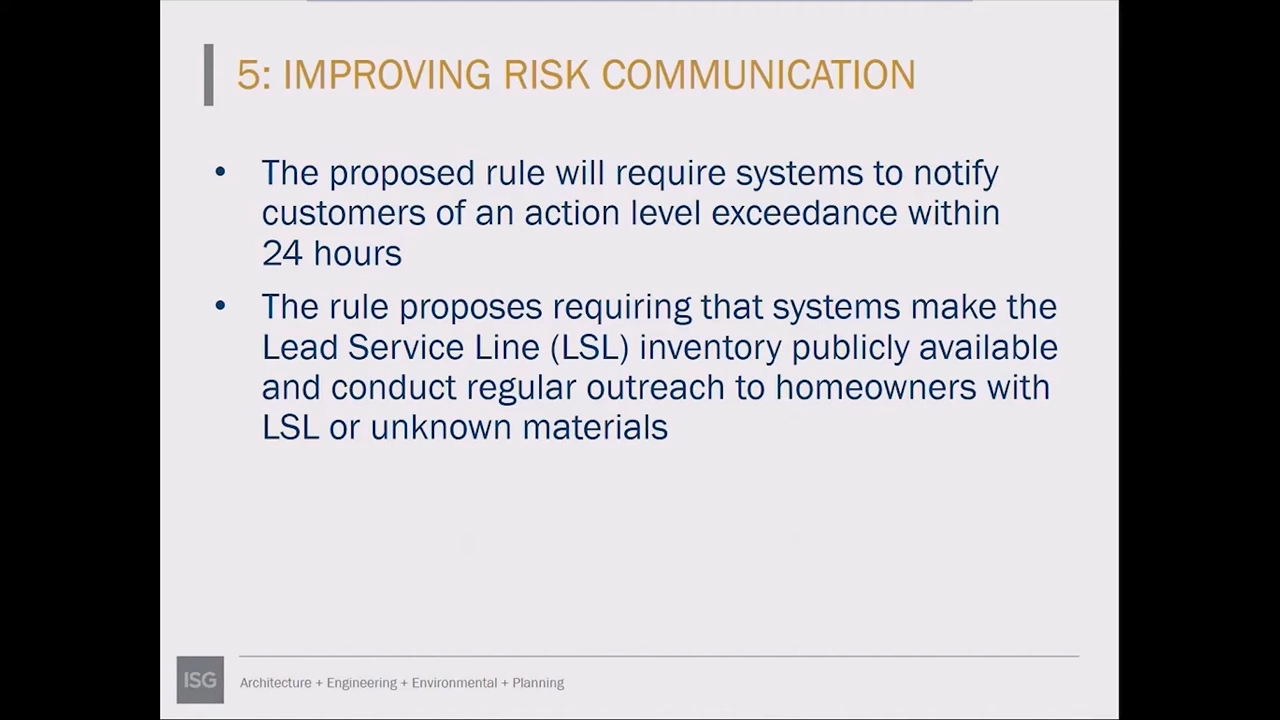 5: IMPROVING RISK COMMUNICATION
• The proposed rule will require systems to notify
customers of an action level exceedance within
24 hours
• The rule proposes requiring that systems make the
Lead Service Line (LSL) inventory publicly available
and conduct regular outreach to homeowners with
LSL or unknown materials
ISG
Architecture + Engineering + Environmental + Planning